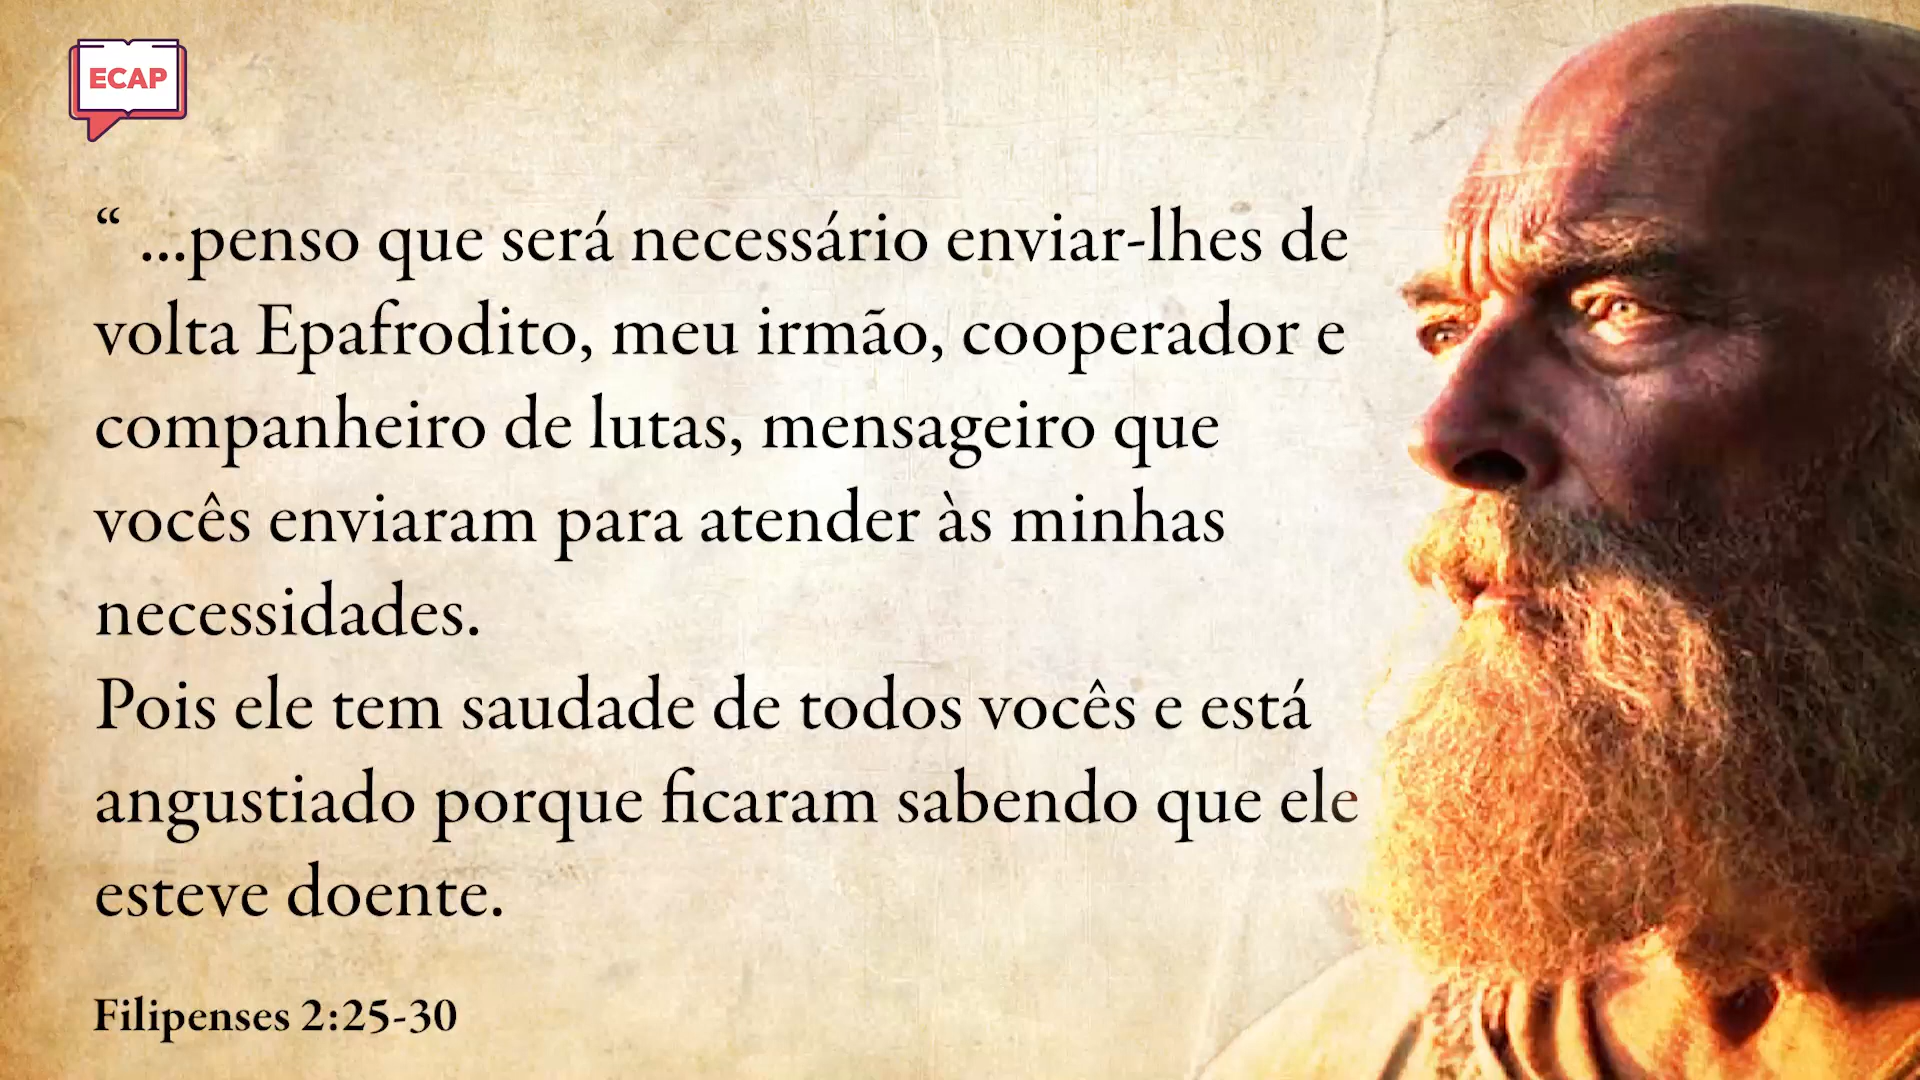 ECAP
“ ...penso que será necessário enviar-lhes de
volta Epafrodito, meu irmão, cooperador e
companheiro de lutas, mensageiro que
vocês enviaram para atender às minhas
necessidades.
Pois ele tem saudade de todos vocês e está
angustiado porque ficaram sabendo que ele
esteve doente.
Filipenses 2:25-30